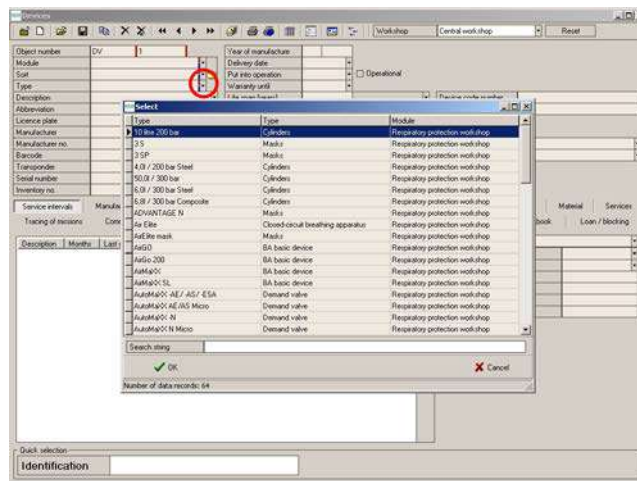 Devices
Workshop Central workshop Reset
Object number DV 1 Year of manufacture
Module Delivery date
Sort Put into operation Operational
Type Warranty until
Description Device code number
Abbreviation
Licence plate
Manufacturer
Manufacturer no.
Barcode
Transponder
Serial number
Inventory no.
Service intervals Material Services
Tracing of missions Loan / blocking
Description Months Last
Select
Type Type Module
10 litre 200 bar Cylinders Respiratory protection workshop
3 S Masks Respiratory protection workshop
3 SP Masks Respiratory protection workshop
4,0l / 200 bar Steel Cylinders Respiratory protection workshop
50,0l / 300 bar Cylinders Respiratory protection workshop
6,0l / 300 bar Steel Cylinders Respiratory protection workshop
6,8l / 300 bar Composite Cylinders Respiratory protection workshop
ADVANTAGE N Masks Respiratory protection workshop
Air Elite Closed-circuit breathing apparatus Respiratory protection workshop
AirElite mask Masks Respiratory protection workshop
AirGO BA basic device Respiratory protection workshop
AirGo 200 BA basic device Respiratory protection workshop
AirMaXX BA basic device Respiratory protection workshop
AirMaXX SL BA basic device Respiratory protection workshop
AutoMaXX -AE/ -AS/ -ESA Demand valve Respiratory protection workshop
AutoMaXX AE/AS Micro Demand valve Respiratory protection workshop
AutoMaXX -N Demand valve Respiratory protection workshop
AutoMaXX N Micro Demand valve Respiratory protection workshop
Search string
OK Cancel
Number of data records: 64
Quick selection
Identification